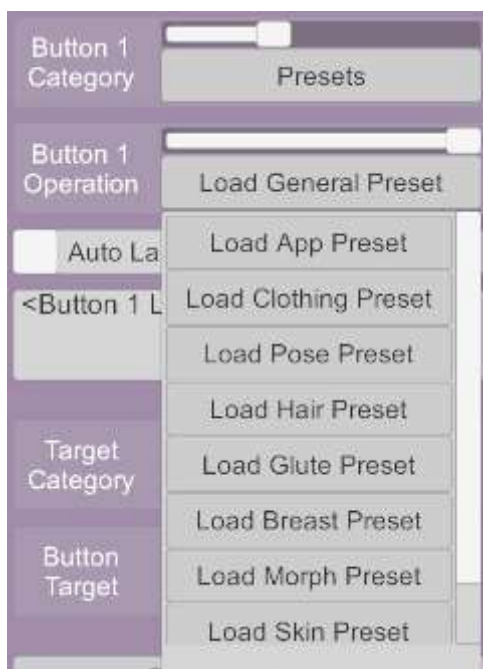 Button 1
Category
Presets
Button 1
Operation
Load General Preset
Auto La
<Button 1 L
Target
Category
Button
Target
Load App Preset
Load Clothing Preset
Load Pose Preset
Load Hair Preset
Load Glute Preset
Load Breast Preset
Load Morph Preset
Load Skin Preset